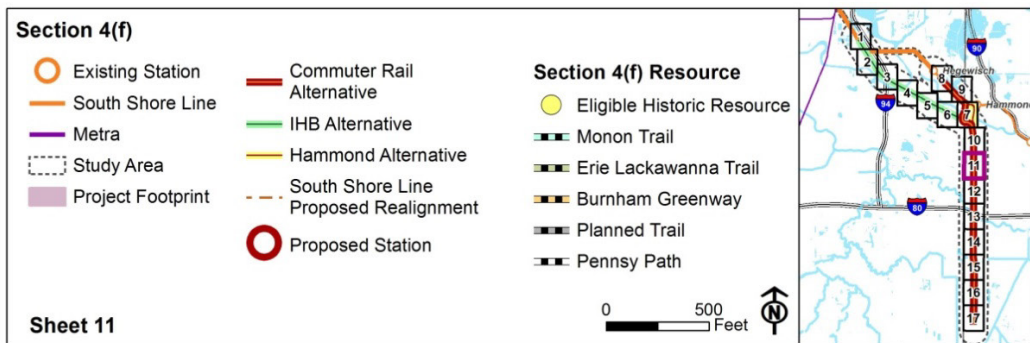 Section 4(f)
Existing Station
South Shore Line
Metra
Study Area
Project Footprint
Commuter Rail
Alternative
IHB Alternative
Hammond Alternative
South Shore Line
Proposed Realignment
Proposed Station
Section 4(f) Resource
Eligible Historic Resource
Monon Trail
Erie Lackawanna Trail
Burnham Greenway
Planned Trail
Pennsy Path
Sheet 11
0 500
Feet
N
1
2
3
4
5
6
7
8
9
10
11
12
13
14
15
16
17
90
94
80
Hegewisch
Hammond